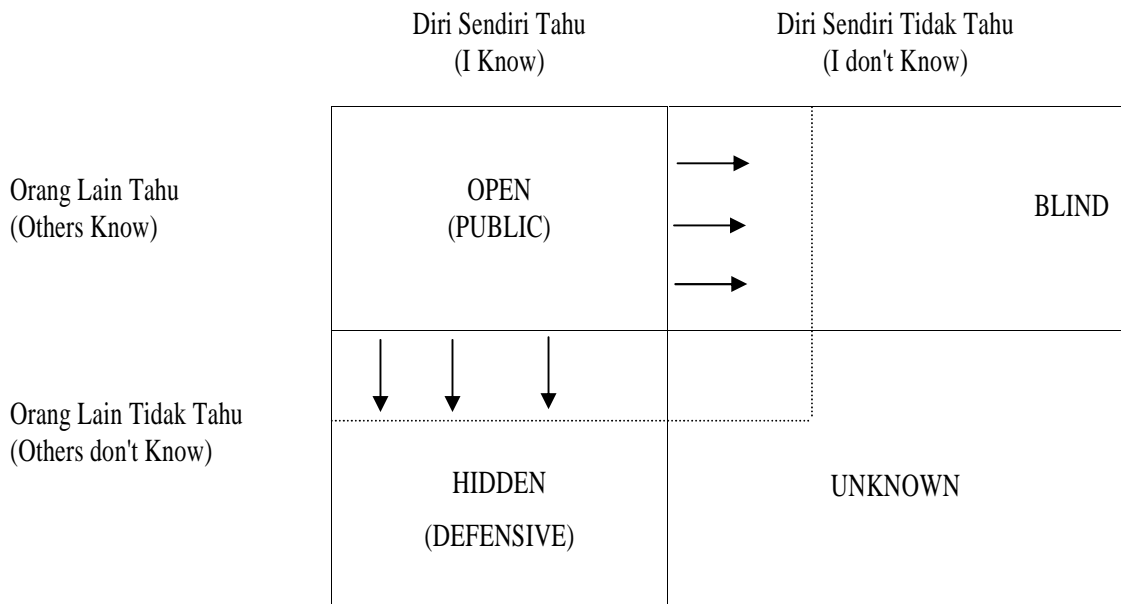 Diri Sendiri Tahu
(I Know)
Diri Sendiri Tidak Tahu
(I don't Know)
Orang Lain Tahu
(Others Know)
OPEN
(PUBLIC)
BLIND
Orang Lain Tidak Tahu
(Others don't Know)
HIDDEN
(DEFENSIVE)
UNKNOWN